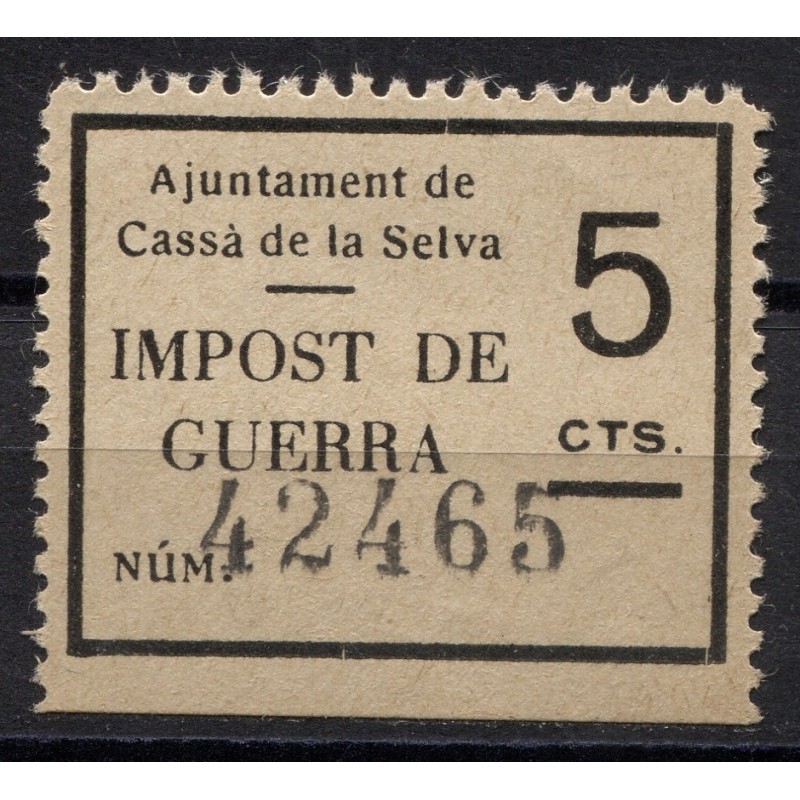 Ajuntament de
Cassà de la Selva
IMPOST DE
GUERRA
NÚM. 42465
5
CTS.